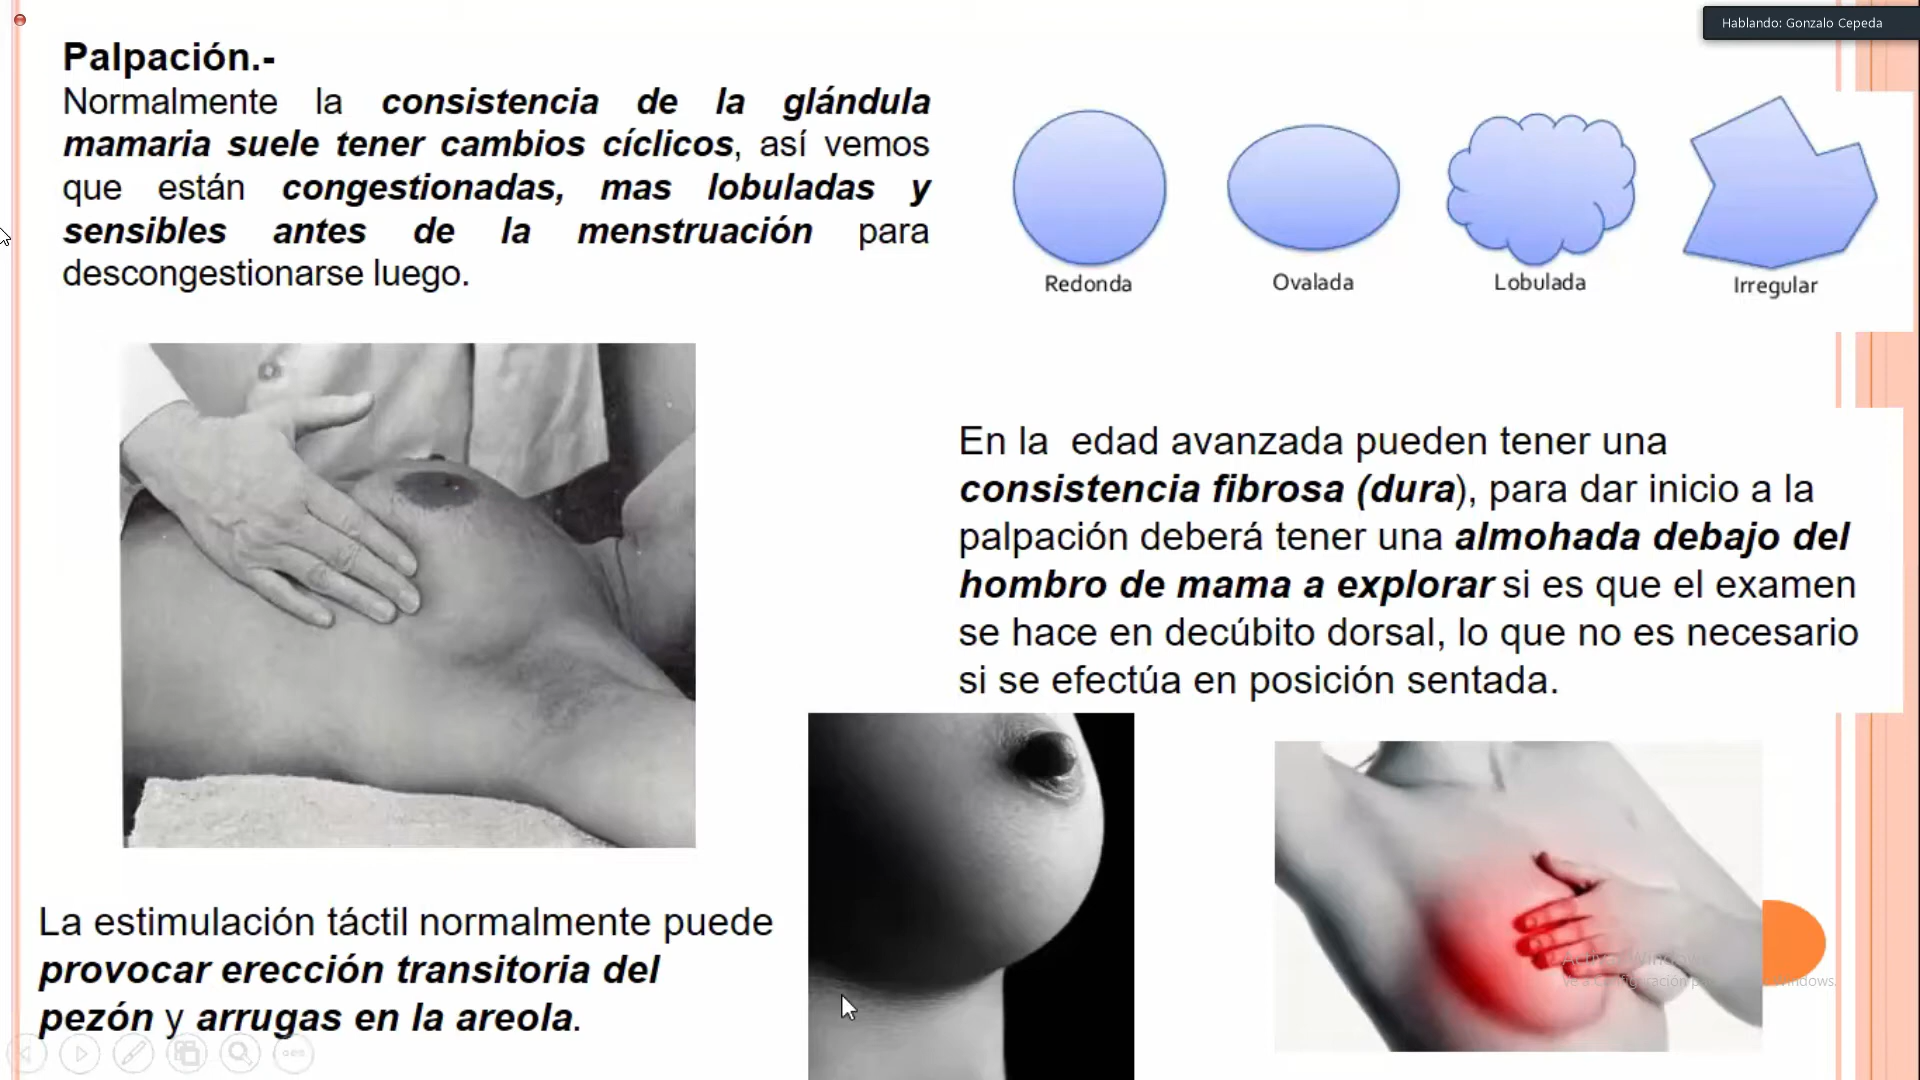 Hablando: Gonzalo Cepeda
Palpación.-
Normalmente la consistencia de la glándula
mamaria suele tener cambios cíclicos, así vemos
que están congestionadas, mas lobuladas y
sensibles antes de la menstruación para
descongestionarse luego.
Redonda
Ovalada
Lobulada
Irregular
En la edad avanzada pueden tener una
consistencia fibrosa (dura), para dar inicio a la
palpación deberá tener una almohada debajo del
hombro de mama a explorar si es que el examen
se hace en decúbito dorsal, lo que no es necesario
si se efectúa en posición sentada.
La estimulación táctil normalmente puede
provocar erección transitoria del
pezón y arrugas en la areola.
Windows
Windows.